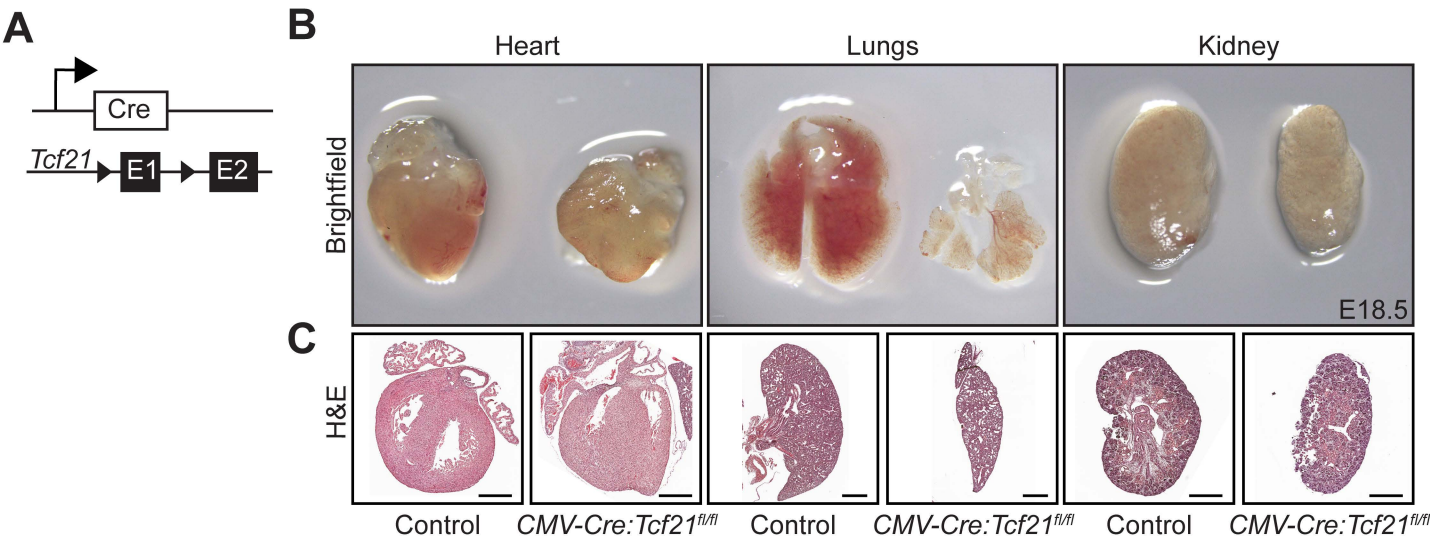 A
Cre
Tcf21
E1
E2
B
Heart
Lungs
Kidney
Brightfield
E18.5
C
H&E
Control
CMV-Cre:Tcf21fl/fl
Control
CMV-Cre:Tcf21fl/fl
Control
CMV-Cre:Tcf21fl/fl